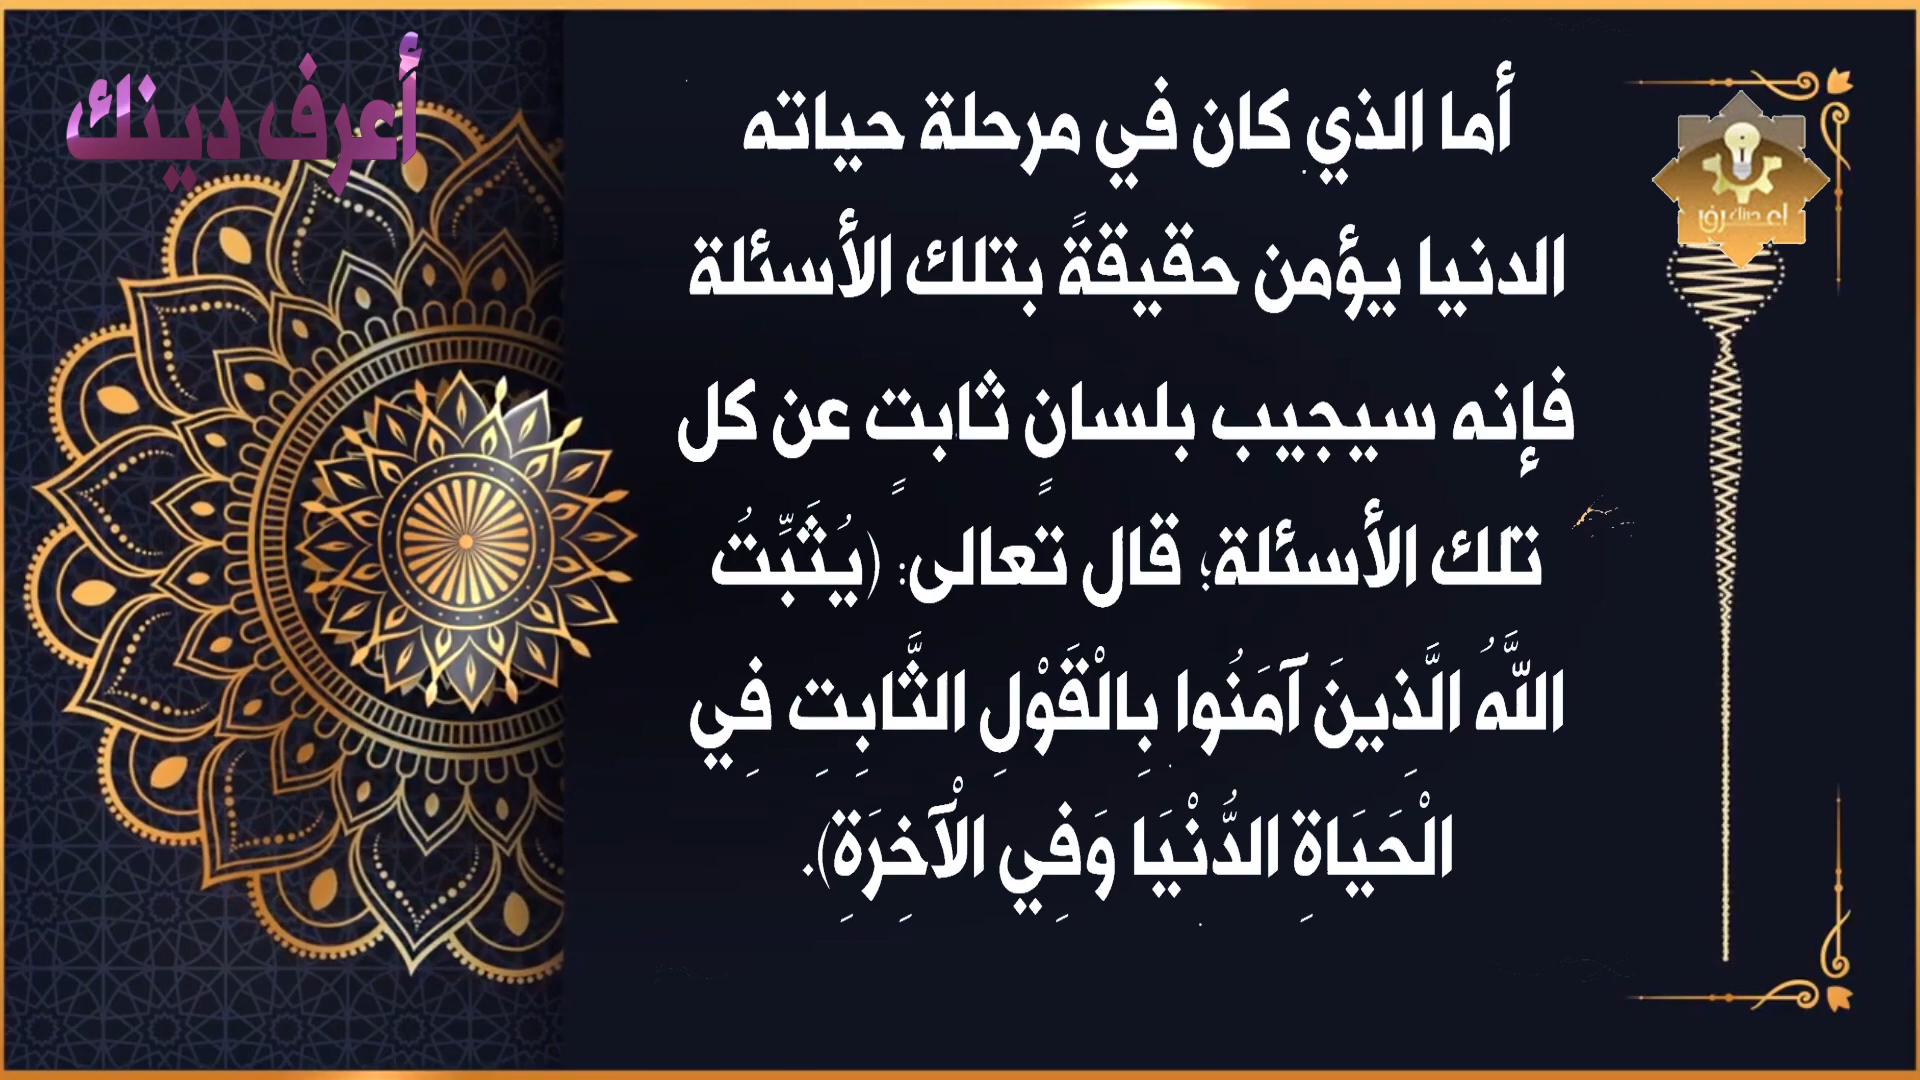 أعرف دينك
أما الذي كان في مرحلة حياته
الدنيا يؤمن حقيقةً بتلك الأسئلة
فإنه سيجيب بلسانٍ ثابتٍ عن كل
تلك الأسئلة؛ قال تعالى: (يُثَبِّتُ
اللَّهُ الَّذِينَ آمَنُوا بِالْقَوْلِ الثَّابِتِ فِي
الْحَيَاةِ الدُّنْيَا وَفِي الْآخِرَةِ).